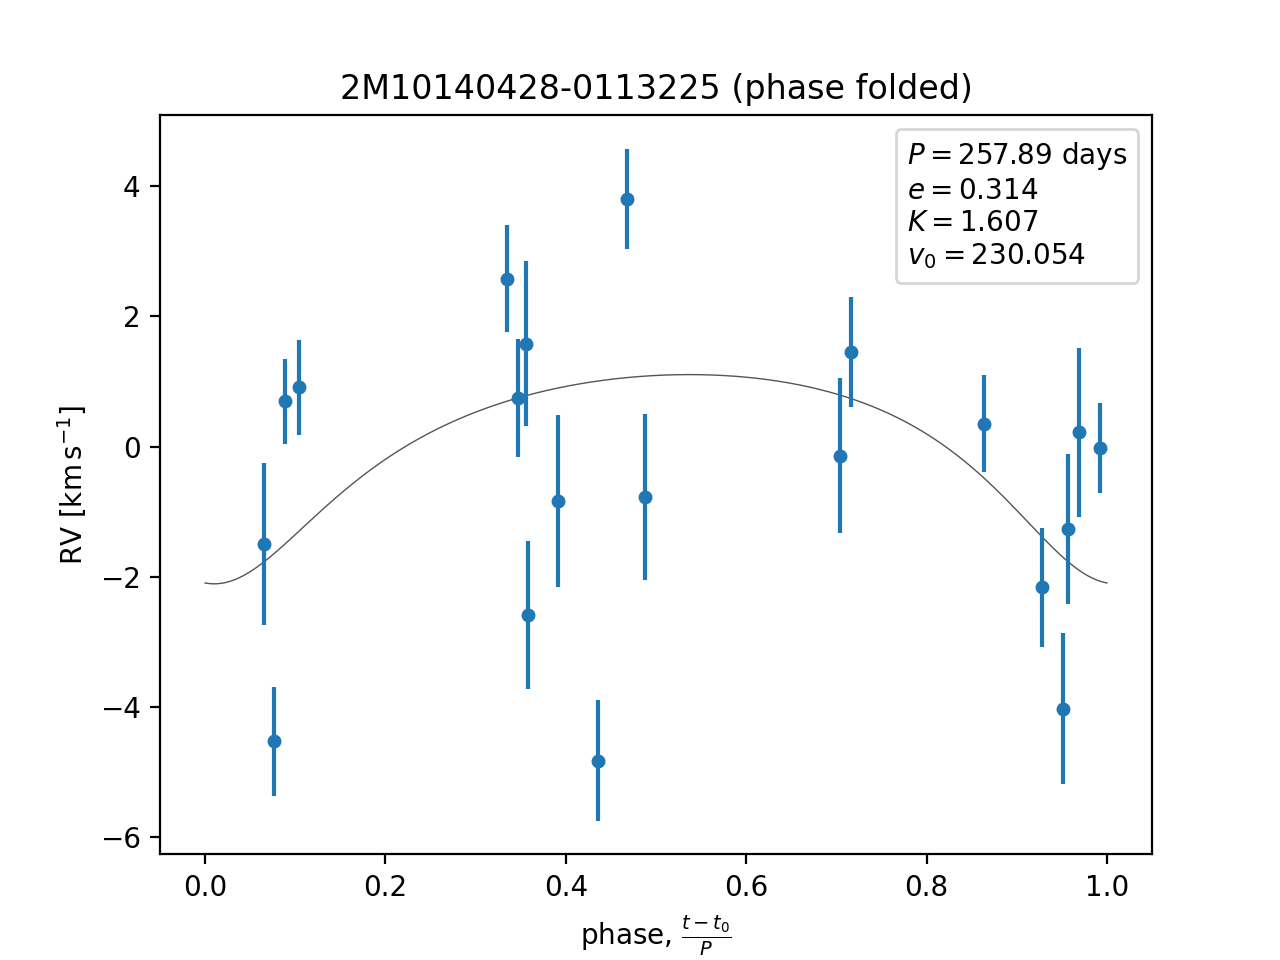 2M10140428-0113225 (phase folded)
P = 257.89 days
e = 0.314
K = 1.607
v₀ = 230.054
RV [km s⁻¹]
4
2
0
−2
−4
−6
0.0 0.2 0.4 0.6 0.8 1.0
phase, (t − t₀)/P